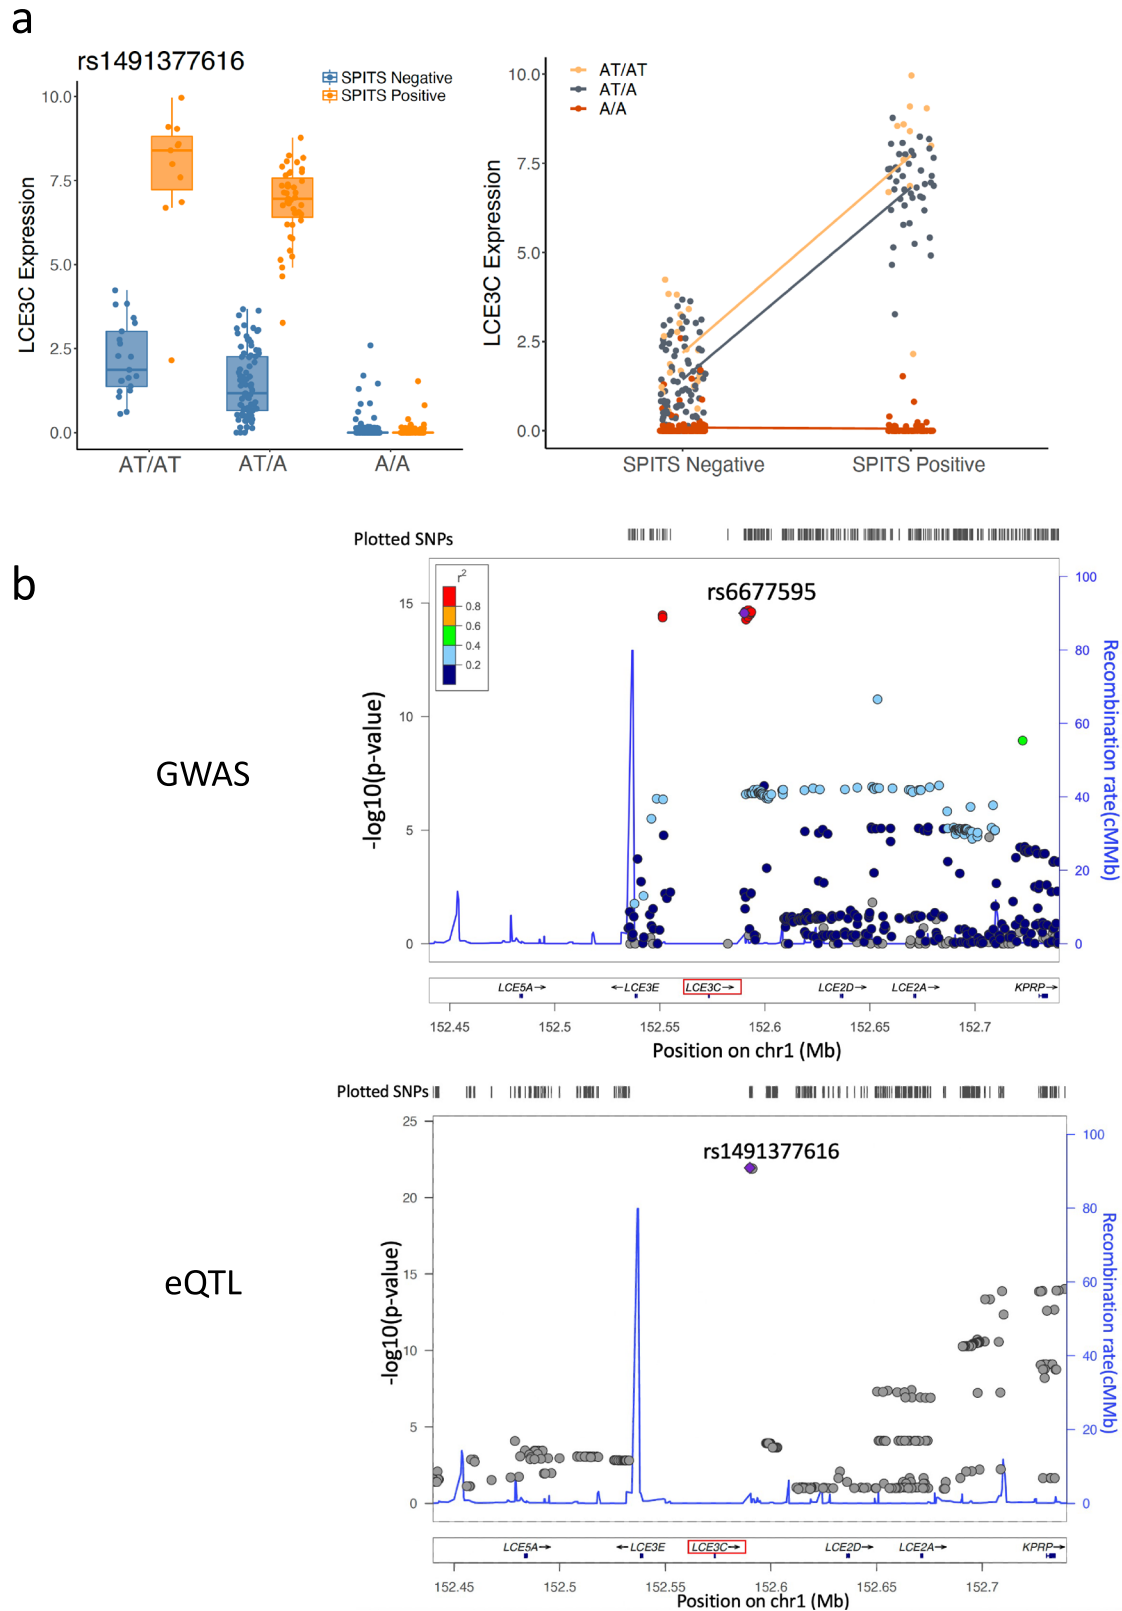 a
rs1491377616
SPITS Negative
SPITS Positive
LCE3C Expression
10.0
7.5
5.0
2.5
0.0
AT/AT
AT/A
A/A
AT/AT
AT/A
A/A
LCE3C Expression
10.0
7.5
5.0
2.5
0.0
SPITS Negative
SPITS Positive
b
GWAS
Plotted SNPs
r²
0.8
0.6
0.4
0.2
rs6677595
-log10(p-value)
15
10
5
0
Recombination rate(cMMb)
100
80
60
40
20
0
LCE5A→
←LCE3E
LCE3C→
LCE2D→
LCE2A→
KPRP→
152.45
152.5
152.55
152.6
152.65
152.7
Position on chr1 (Mb)
eQTL
Plotted SNPs
rs1491377616
-log10(p-value)
25
20
15
10
5
0
Recombination rate(cMMb)
100
80
60
40
20
0
LCE5A→
←LCE3E
LCE3C→
LCE2D→
LCE2A→
KPRP→
152.45
152.5
152.55
152.6
152.65
152.7
Position on chr1 (Mb)